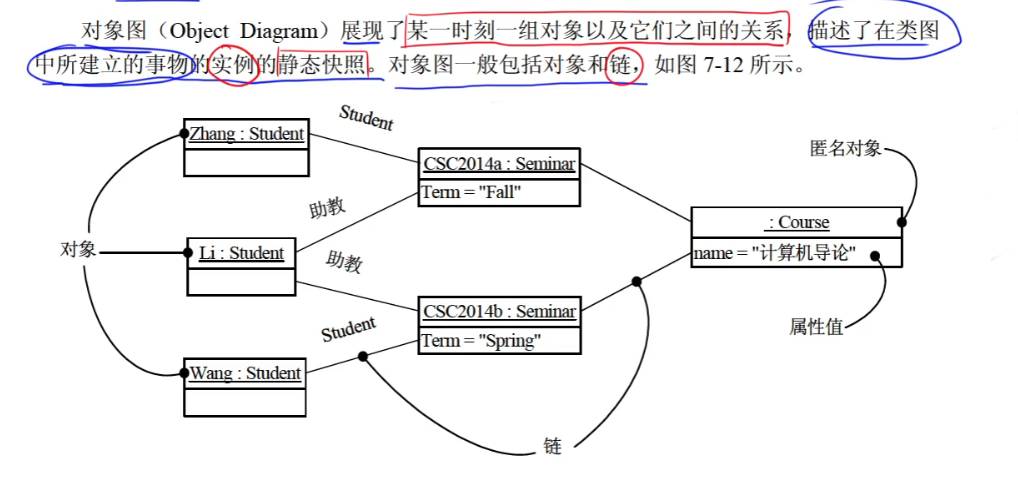 对象图（Object Diagram）展现了某一时刻一组对象以及它们之间的关系，描述了在类图
中所建立的事物的实例的静态快照。对象图一般包括对象和链，如图 7-12 所示。
Student
Zhang : Student
匿名对象
CSC2014a : Seminar
Term = "Fall"
助教
: Course
对象
Li : Student
助教
name = "计算机导论"
CSC2014b : Seminar
属性值
Student
Term = "Spring"
Wang : Student
链